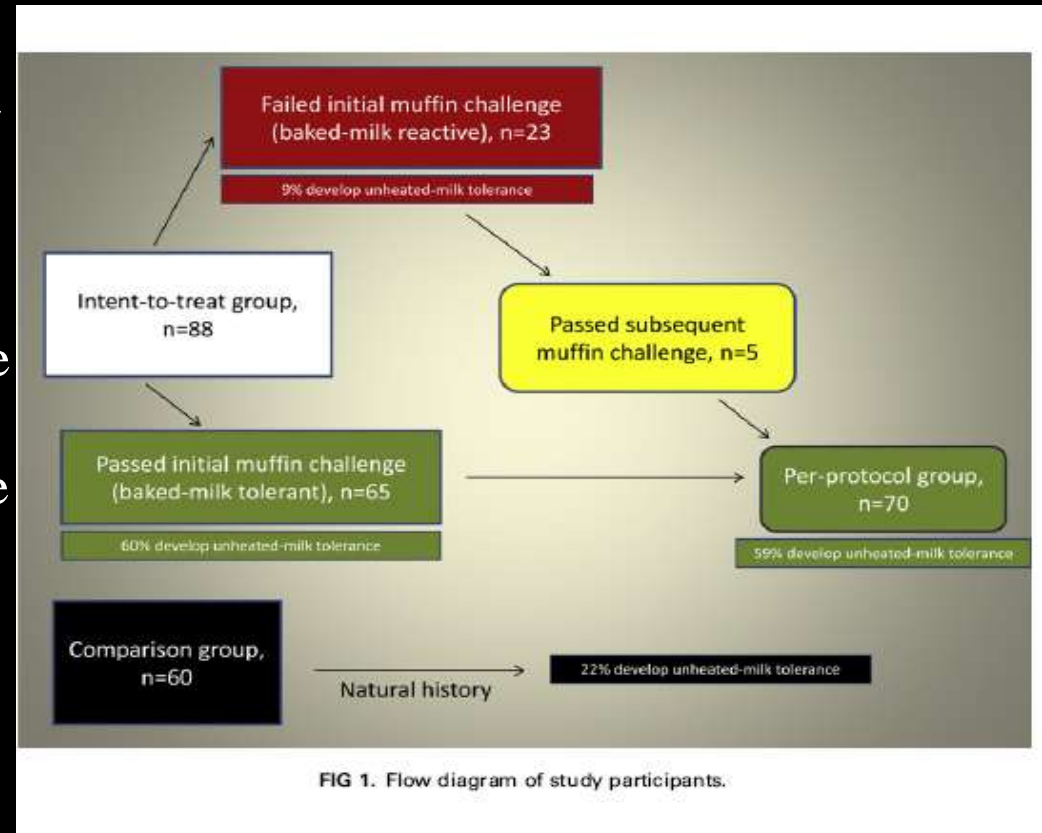 Failed initial muffin challenge
(baked-milk reactive), n=23
9% develop unheated-milk tolerance
Intent-to-treat group,
n=88
Passed subsequent
muffin challenge, n=5
e
Passed initial muffin challenge
(baked-milk tolerant), n=65
e
60% develop unheated-milk tolerance
Per-protocol group,
n=70
59% develop unheated-milk tolerance
Comparison group,
n=60
Natural history
22% develop unheated-milk tolerance
FIG 1. Flow diagram of study participants.